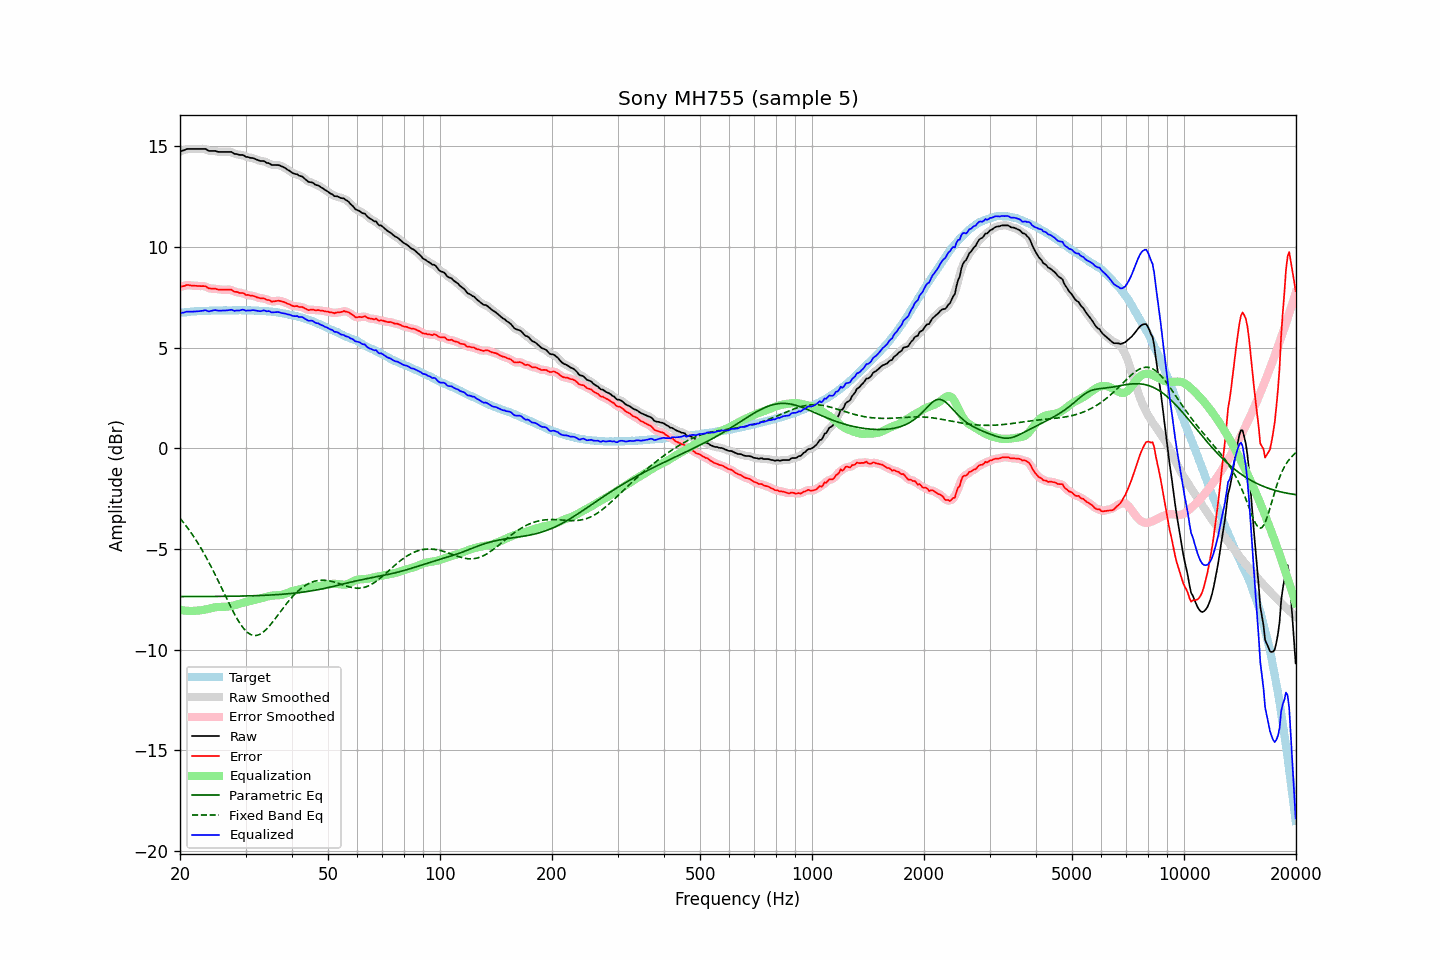 Sony MH755 (sample 5)
Amplitude (dBr)
15
10
5
0
−5
−10
−15
−20
Target
Raw Smoothed
Error Smoothed
Raw
Error
Equalization
Parametric Eq
Fixed Band Eq
Equalized
20 50 100 200 500 1000 2000 5000 10000 20000
Frequency (Hz)